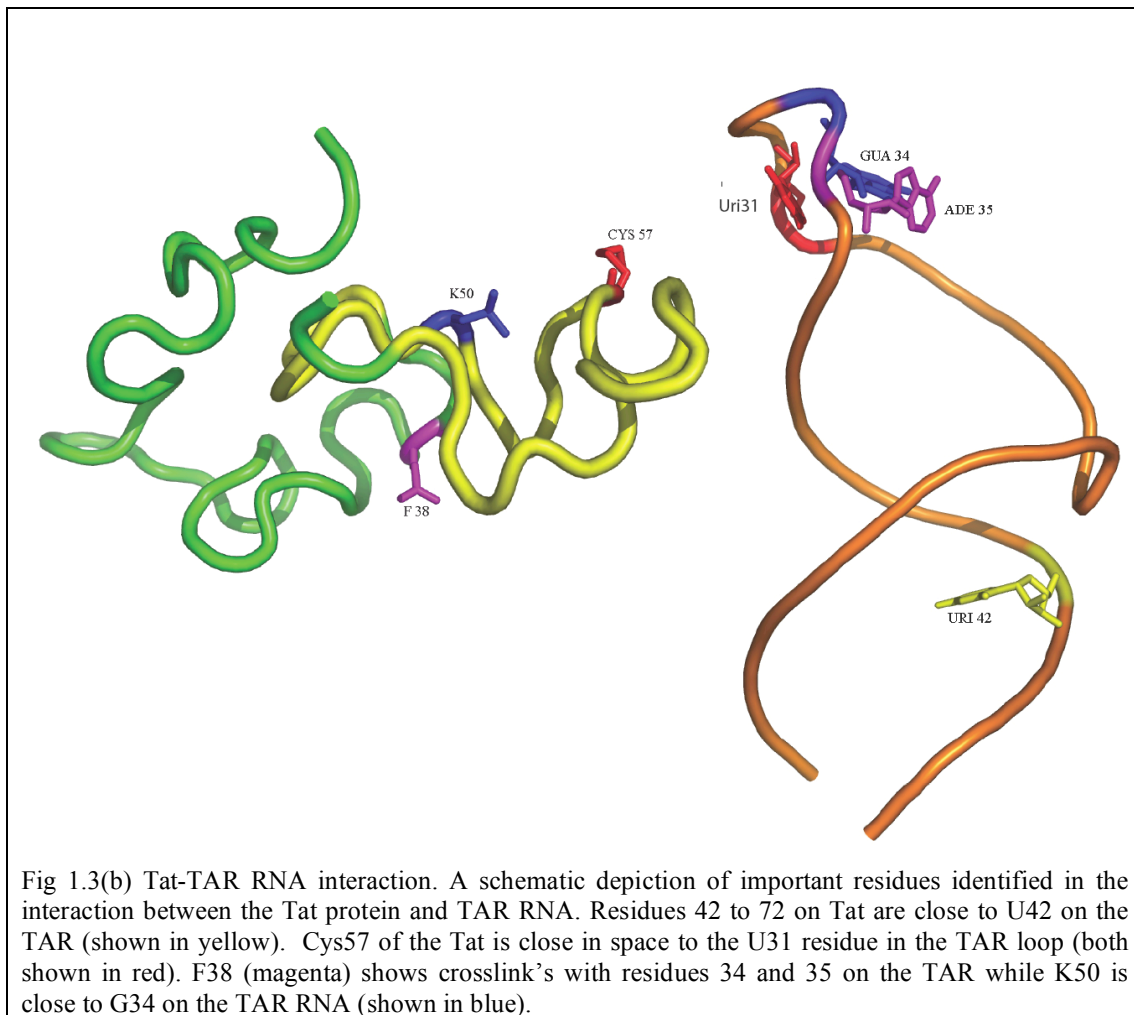 GUA 34
Uri31
ADE 35
CYS 57
K50
F 38
URI 42
Fig 1.3(b) Tat-TAR RNA interaction. A schematic depiction of important residues identified in the
interaction between the Tat protein and TAR RNA. Residues 42 to 72 on Tat are close to U42 on the
TAR (shown in yellow).  Cys57 of the Tat is close in space to the U31 residue in the TAR loop (both
shown in red). F38 (magenta) shows crosslink's with residues 34 and 35 on the TAR while K50 is
close to G34 on the TAR RNA (shown in blue).